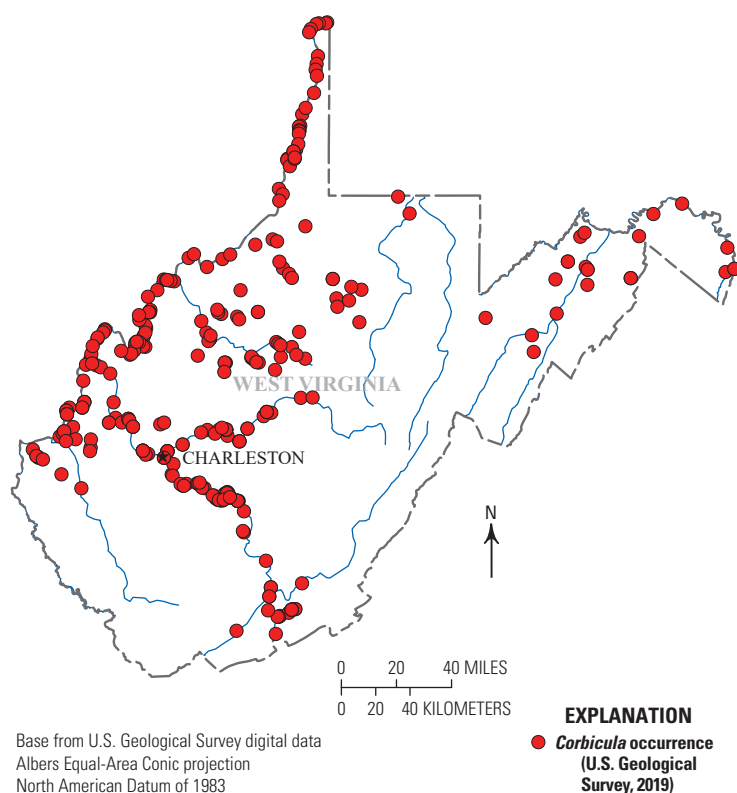 WEST VIRGINIA
CHARLESTON
N
0 20 40 MILES
0 20 40 KILOMETERS
Base from U.S. Geological Survey digital data
Albers Equal-Area Conic projection
North American Datum of 1983
EXPLANATION
Corbicula occurrence
(U.S. Geological
Survey, 2019)